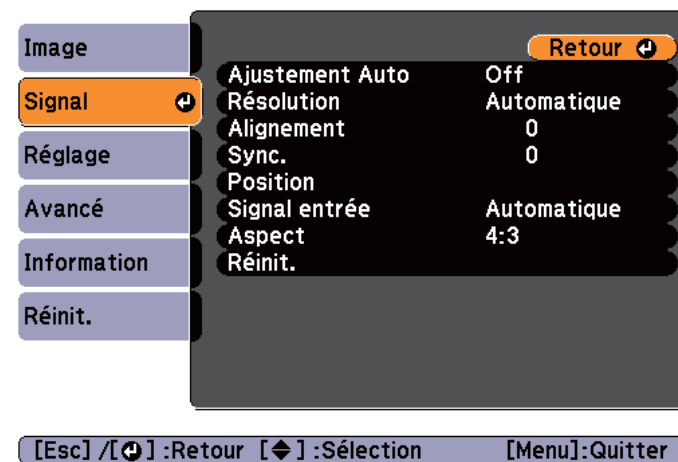 Image
Signal
Réglage
Avancé
Information
Réinit.
Retour
Ajustement Auto Off
Résolution Automatique
Alignement 0
Sync. 0
Position
Signal entrée Automatique
Aspect 4:3
Réinit.
[Esc] /[⏎] :Retour [◆] :Sélection [Menu]:Quitter